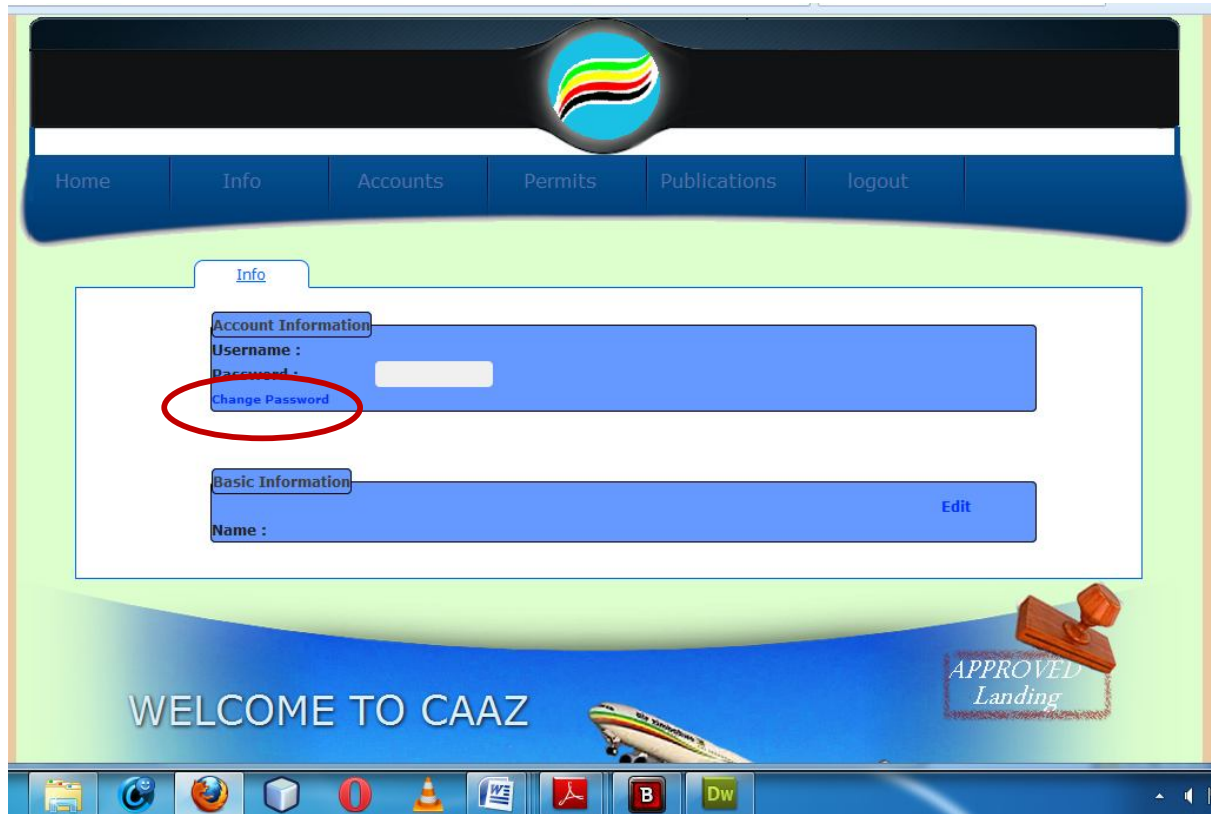 Home Info Accounts Permits Publications logout
Info
Account Information
Username :
Password :
Change Password
Basic Information
Edit
Name :
APPROVED
Landing
WELCOME TO CAAZ
W
B
Dw